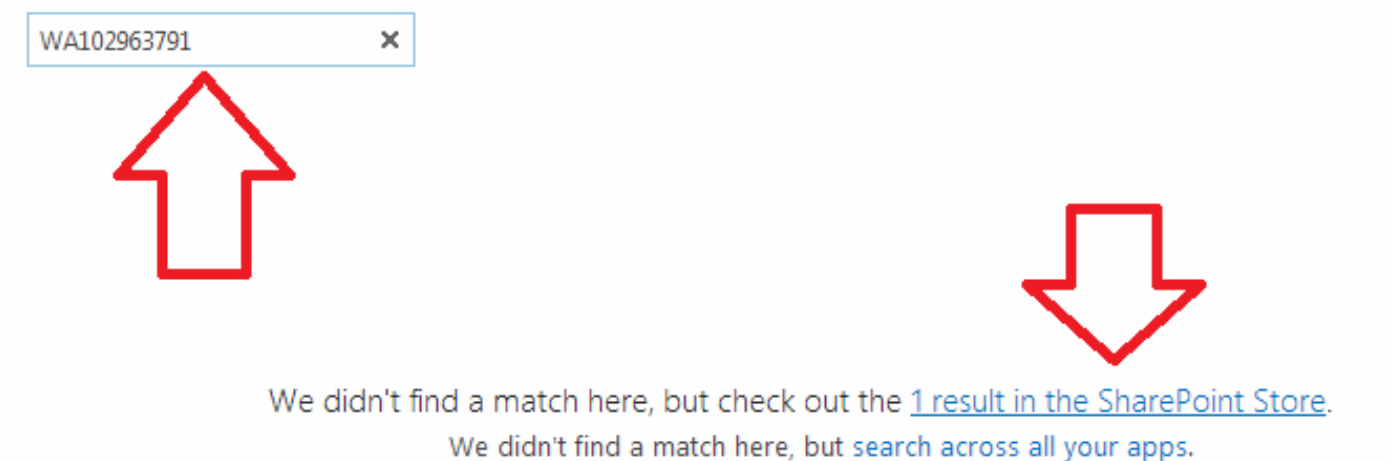 WA102963791
We didn't find a match here, but check out the 1 result in the SharePoint Store.
We didn't find a match here, but search across all your apps.